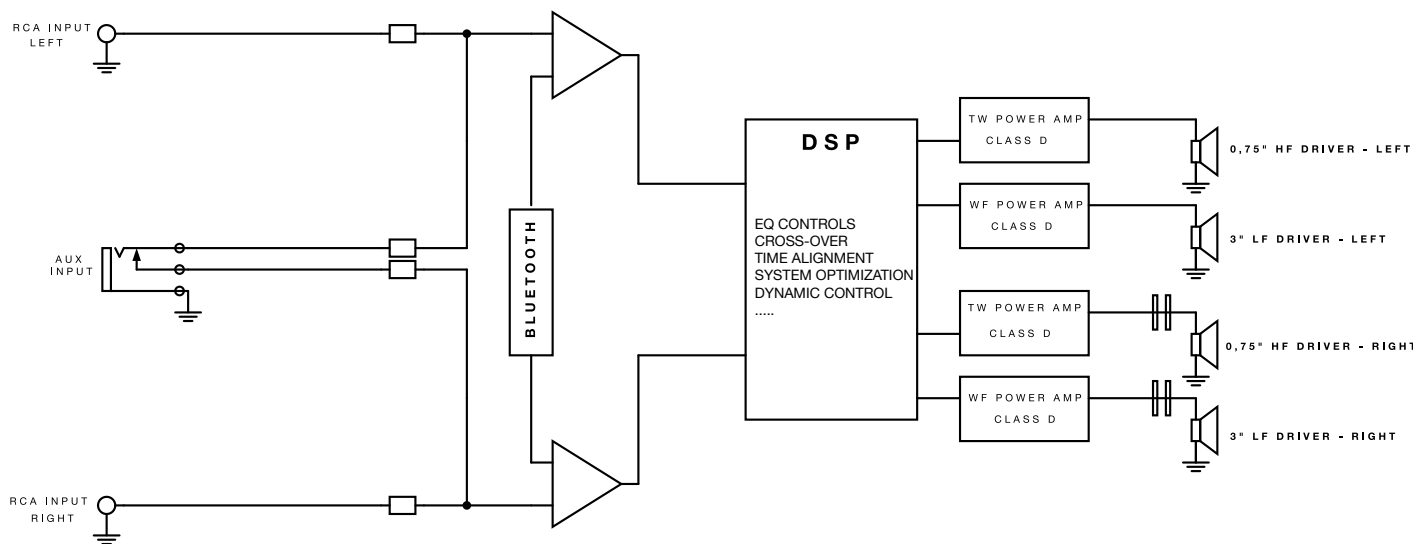 RCA INPUT
LEFT
AUX
INPUT
RCA INPUT
RIGHT
BLUETOOTH
DSP
EQ CONTROLS
CROSS-OVER
TIME ALIGNMENT
SYSTEM OPTIMIZATION
DYNAMIC CONTROL
.....
TW POWER AMP
CLASS D
0,75" HF DRIVER - LEFT
WF POWER AMP
CLASS D
3" LF DRIVER - LEFT
TW POWER AMP
CLASS D
0,75" HF DRIVER - RIGHT
WF POWER AMP
CLASS D
3" LF DRIVER - RIGHT